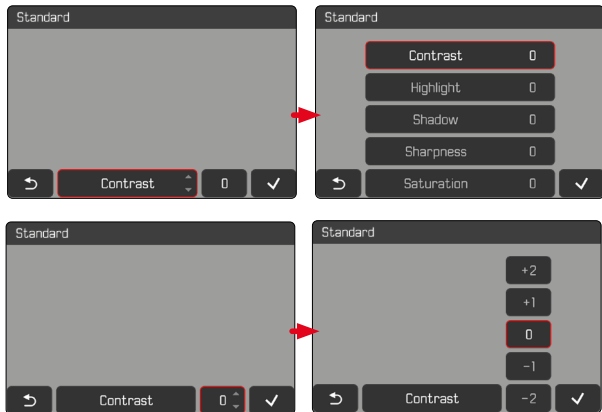 Standard
Contrast 0
Standard
Contrast 0
Highlight 0
Shadow 0
Sharpness 0
Saturation 0
Standard
Contrast 0
Standard
+2
+1
0
−1
Contrast −2